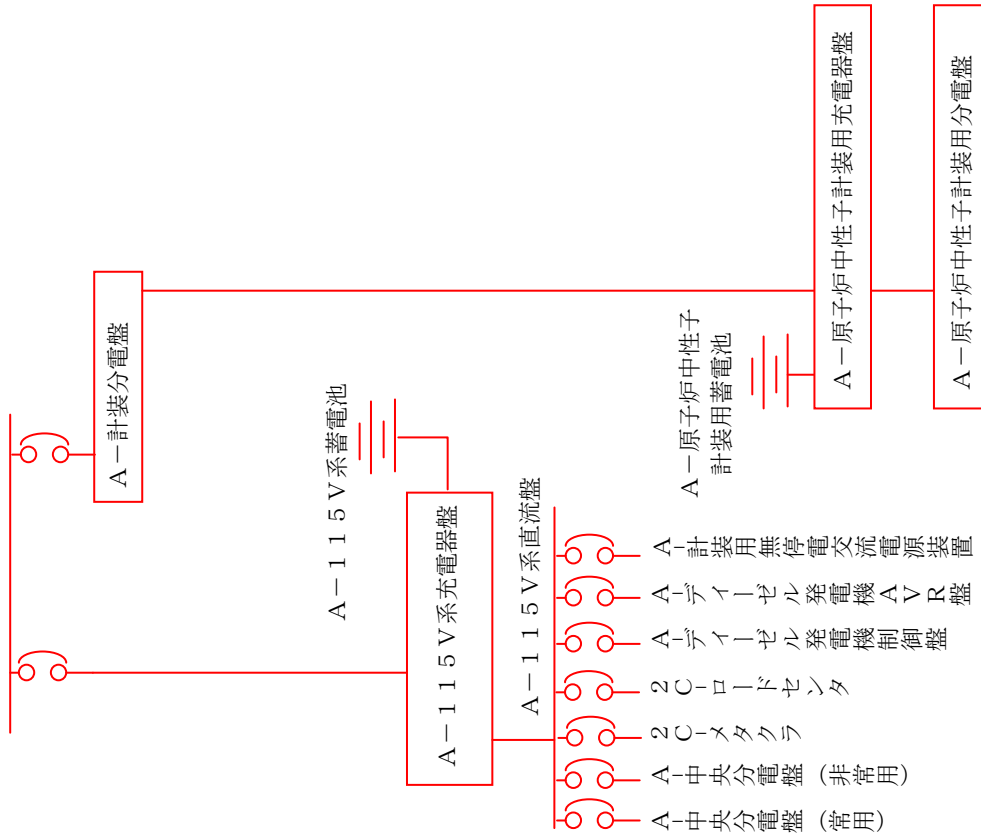 A－計装分電盤
A－１１５V系蓄電池
A－１１５V系充電器盤
A－１１５V系直流盤
A-計装用無停電交流電源装置
A-ディーゼル発電機AVR盤
A-ディーゼル発電機制御盤
２C-ロードセンタ
２C-メタクラ
A-中央分電盤（非常用）
A-中央分電盤（常用）
A－原子炉中性子
計装用蓄電池
A－原子炉中性子計装用充電器盤
A－原子炉中性子計装用分電盤